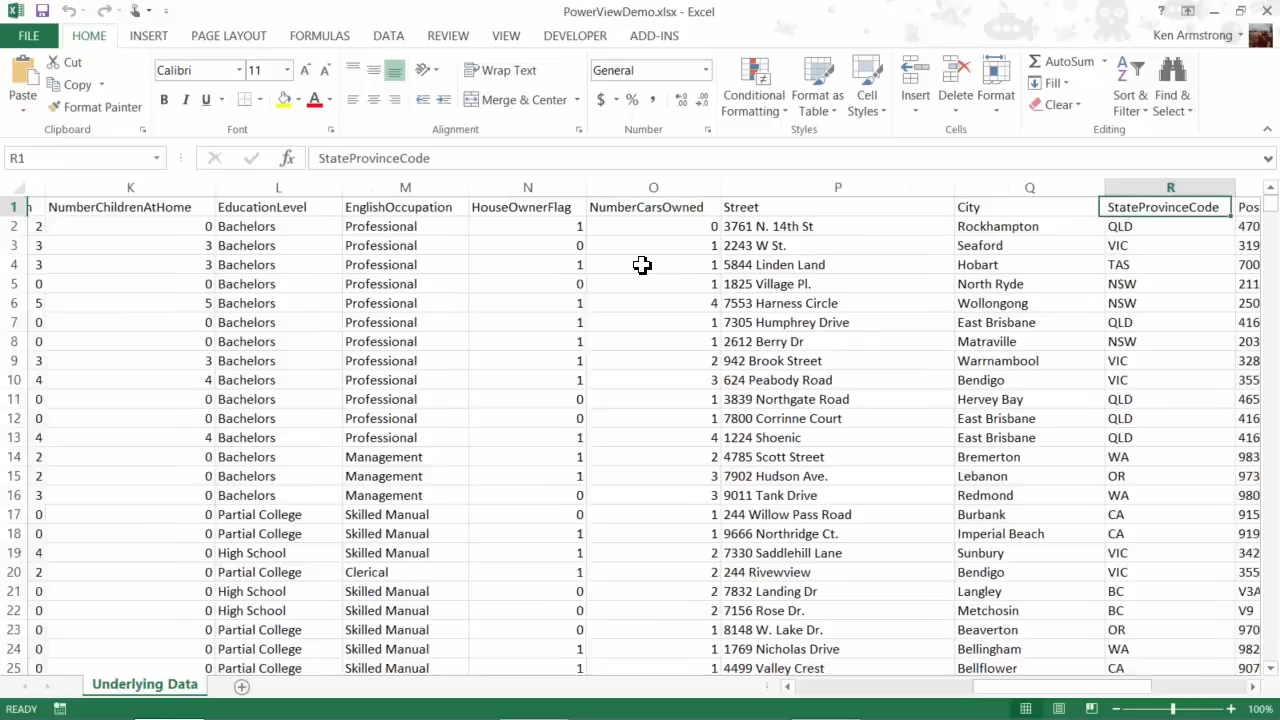 PowerViewDemo.xlsx - Excel
FILE HOME INSERT PAGE LAYOUT FORMULAS DATA REVIEW VIEW DEVELOPER ADD-INS Ken Armstrong
Paste Cut Copy Format Painter Clipboard
Calibri 11 B I U A Font
Wrap Text Merge & Center Alignment
General $ % , Number
Conditional Formatting Format as Table Cell Styles Styles
Insert Delete Format Cells
AutoSum Fill Clear Sort & Filter Find & Select Editing
R1 fx StateProvinceCode
K L M N O P Q R
1 n NumberChildrenAtHome EducationLevel EnglishOccupation HouseOwnerFlag NumberCarsOwned Street City StateProvinceCode Pos
2 2 0 Bachelors Professional 1 0 3761 N. 14th St Rockhampton QLD 470
3 3 3 Bachelors Professional 0 1 2243 W St. Seaford VIC 319
4 3 3 Bachelors Professional 1 1 5844 Linden Land Hobart TAS 700
5 0 0 Bachelors Professional 0 1 1825 Village Pl. North Ryde NSW 211
6 5 5 Bachelors Professional 1 4 7553 Harness Circle Wollongong NSW 250
7 0 0 Bachelors Professional 1 1 7305 Humphrey Drive East Brisbane QLD 416
8 0 0 Bachelors Professional 1 1 2612 Berry Dr Matraville NSW 203
9 3 3 Bachelors Professional 1 2 942 Brook Street Warrnambool VIC 328
10 4 4 Bachelors Professional 1 3 624 Peabody Road Bendigo VIC 355
11 0 0 Bachelors Professional 0 1 3839 Northgate Road Hervey Bay QLD 465
12 0 0 Bachelors Professional 0 1 7800 Corrinne Court East Brisbane QLD 416
13 4 4 Bachelors Professional 1 4 1224 Shoenic East Brisbane QLD 416
14 2 0 Bachelors Management 1 2 4785 Scott Street Bremerton WA 983
15 2 0 Bachelors Management 1 3 7902 Hudson Ave. Lebanon OR 973
16 3 0 Bachelors Management 0 3 9011 Tank Drive Redmond WA 980
17 0 0 Partial College Skilled Manual 0 1 244 Willow Pass Road Burbank CA 915
18 0 0 Partial College Skilled Manual 1 1 9666 Northridge Ct. Imperial Beach CA 919
19 4 0 High School Skilled Manual 1 2 7330 Saddlehill Lane Sunbury VIC 342
20 2 0 Partial College Clerical 1 2 244 Rivewview Bendigo VIC 355
21 0 0 High School Skilled Manual 0 2 7832 Landing Dr Langley BC V3A
22 0 0 High School Skilled Manual 0 2 7156 Rose Dr. Metchosin BC V9
23 0 0 Partial College Skilled Manual 0 1 8148 W. Lake Dr. Beaverton OR 970
24 0 0 Partial College Skilled Manual 1 1 1769 Nicholas Drive Bellingham WA 982
25 0 0 Partial College Skilled Manual 1 1 4499 Valley Crest Bellflower CA 907
Underlying Data
READY 100%